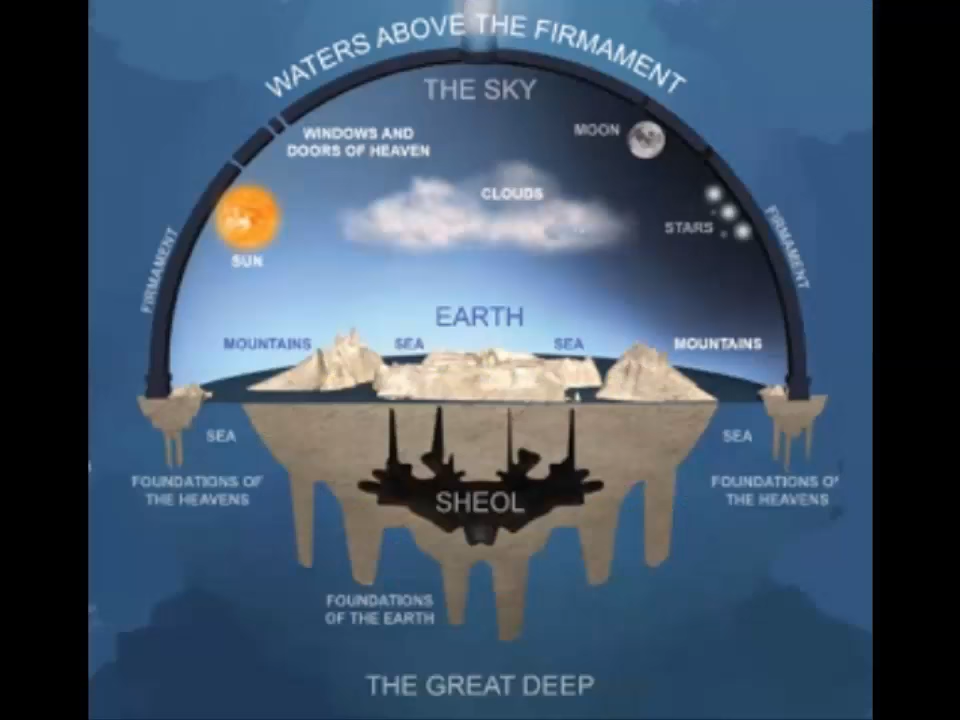 WATERS ABOVE THE FIRMAMENT
THE SKY
WINDOWS AND
DOORS OF HEAVEN
MOON
CLOUDS
STARS
SUN
FIRMAMENT
FIRMAMENT
EARTH
MOUNTAINS
SEA
SEA
MOUNTAINS
SEA
SEA
FOUNDATIONS OF
THE HEAVENS
FOUNDATIONS OF
THE HEAVENS
SHEOL
FOUNDATIONS
OF THE EARTH
THE GREAT DEEP